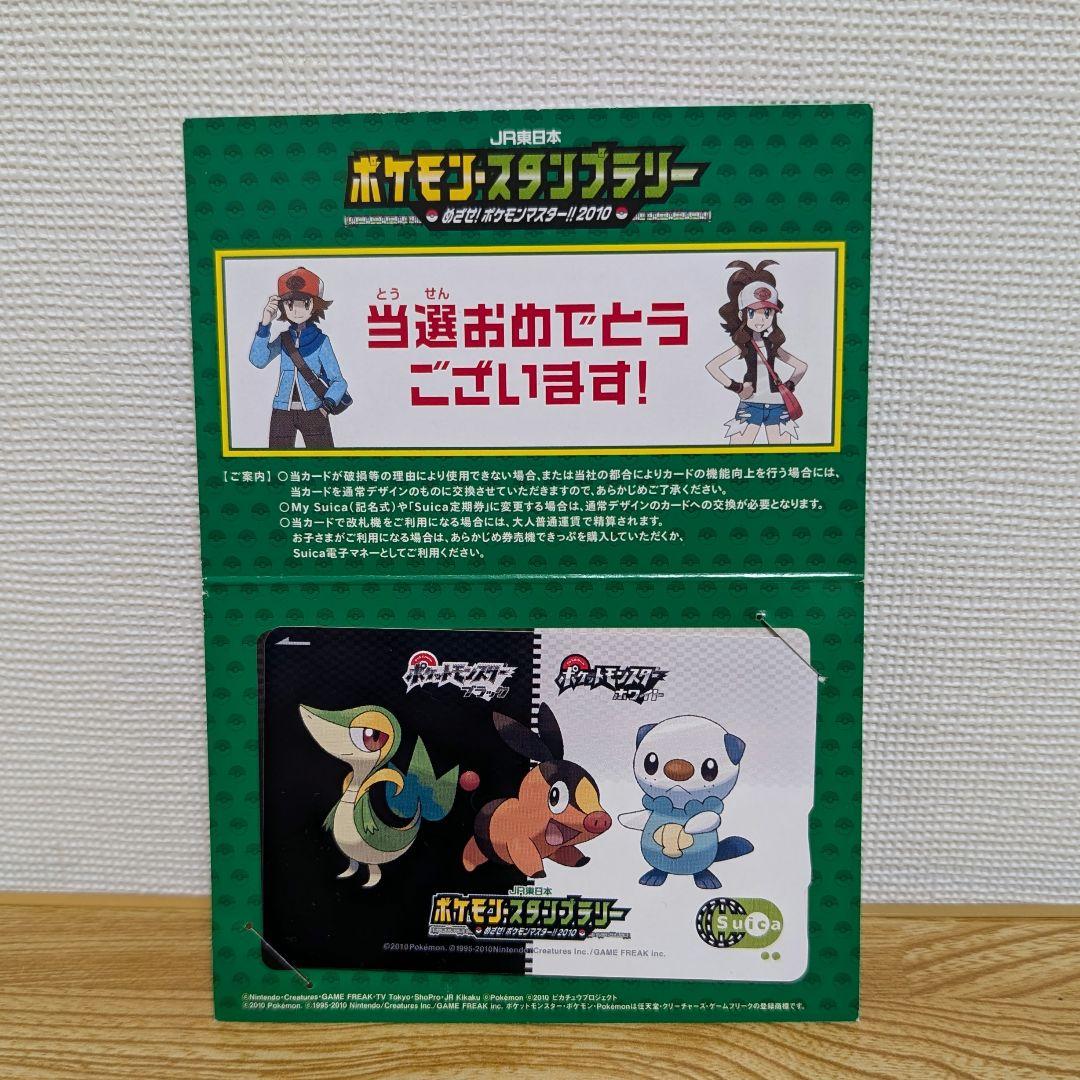 JR東日本
ポケモン・スタンプラリー
めざせ!ポケモンマスター!!2010
とう せん
当選おめでとう
ございます!
【ご案内】○当カードが破損等の理由により使用できない場合、または当社の都合によりカードの機能向上を行う場合には、
当カードを通常デザインのものに交換させていただきますので、あらかじめご了承ください。
○My Suica(記名式)や「Suica定期券」に変更する場合は、通常デザインのカードへの交換が必要となります。
○当カードで改札機をご利用になる場合には、大人普通運賃で精算されます。
お子さまがご利用になる場合は、あらかじめ券売機できっぷを購入していただくか、
Suica電子マネーとしてご利用ください。
ポケットモンスター
ブラック
ポケットモンスター
ホワイト
JR東日本
ポケモン・スタンプラリー
めざせ!ポケモンマスター!!2010
Suica
©2010 Pokémon. ©1995-2010 Nintendo/Creatures Inc./GAME FREAK inc.
©Nintendo・Creatures・GAME FREAK・TV Tokyo・ShoPro・JR Kikaku ©Pokémon ©2010 ピカチュウプロジェクト
©2010 Pokémon. ©1995-2010 Nintendo/Creatures Inc./GAME FREAK inc. ポケットモンスター・ポケモン・Pokémonは任天堂・クリーチャーズ・ゲームフリークの登録商標です。